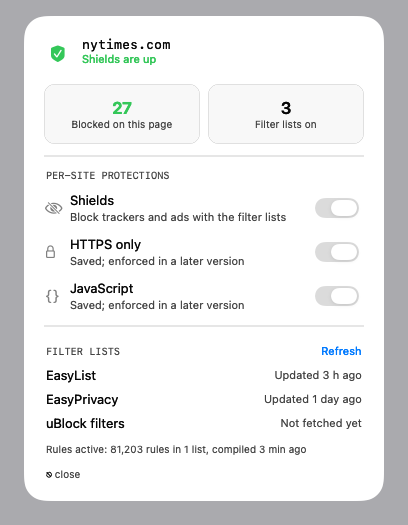 nytimes.com
Shields are up
27
Blocked on this page
3
Filter lists on
PER-SITE PROTECTIONS
Shields
Block trackers and ads with the filter lists
HTTPS only
Saved; enforced in a later version
{} JavaScript
Saved; enforced in a later version
FILTER LISTS Refresh
EasyList Updated 3 h ago
EasyPrivacy Updated 1 day ago
uBlock filters Not fetched yet
Rules active: 81,203 rules in 1 list, compiled 3 min ago
close